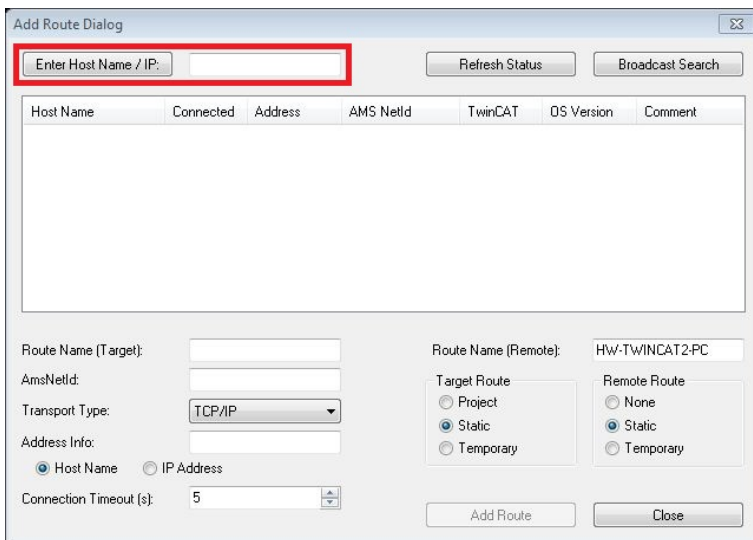 Add Route Dialog
Enter Host Name / IP: Refresh Status Broadcast Search
Host Name Connected Address AMS NetId TwinCAT OS Version Comment
Route Name (Target): Route Name (Remote): HW-TWINCAT2-PC
AmsNetId: Target Route Remote Route
Transport Type: TCP/IP Project None
Address Info: Static Static
Host Name IP Address Temporary Temporary
Connection Timeout (s): 5
Add Route Close